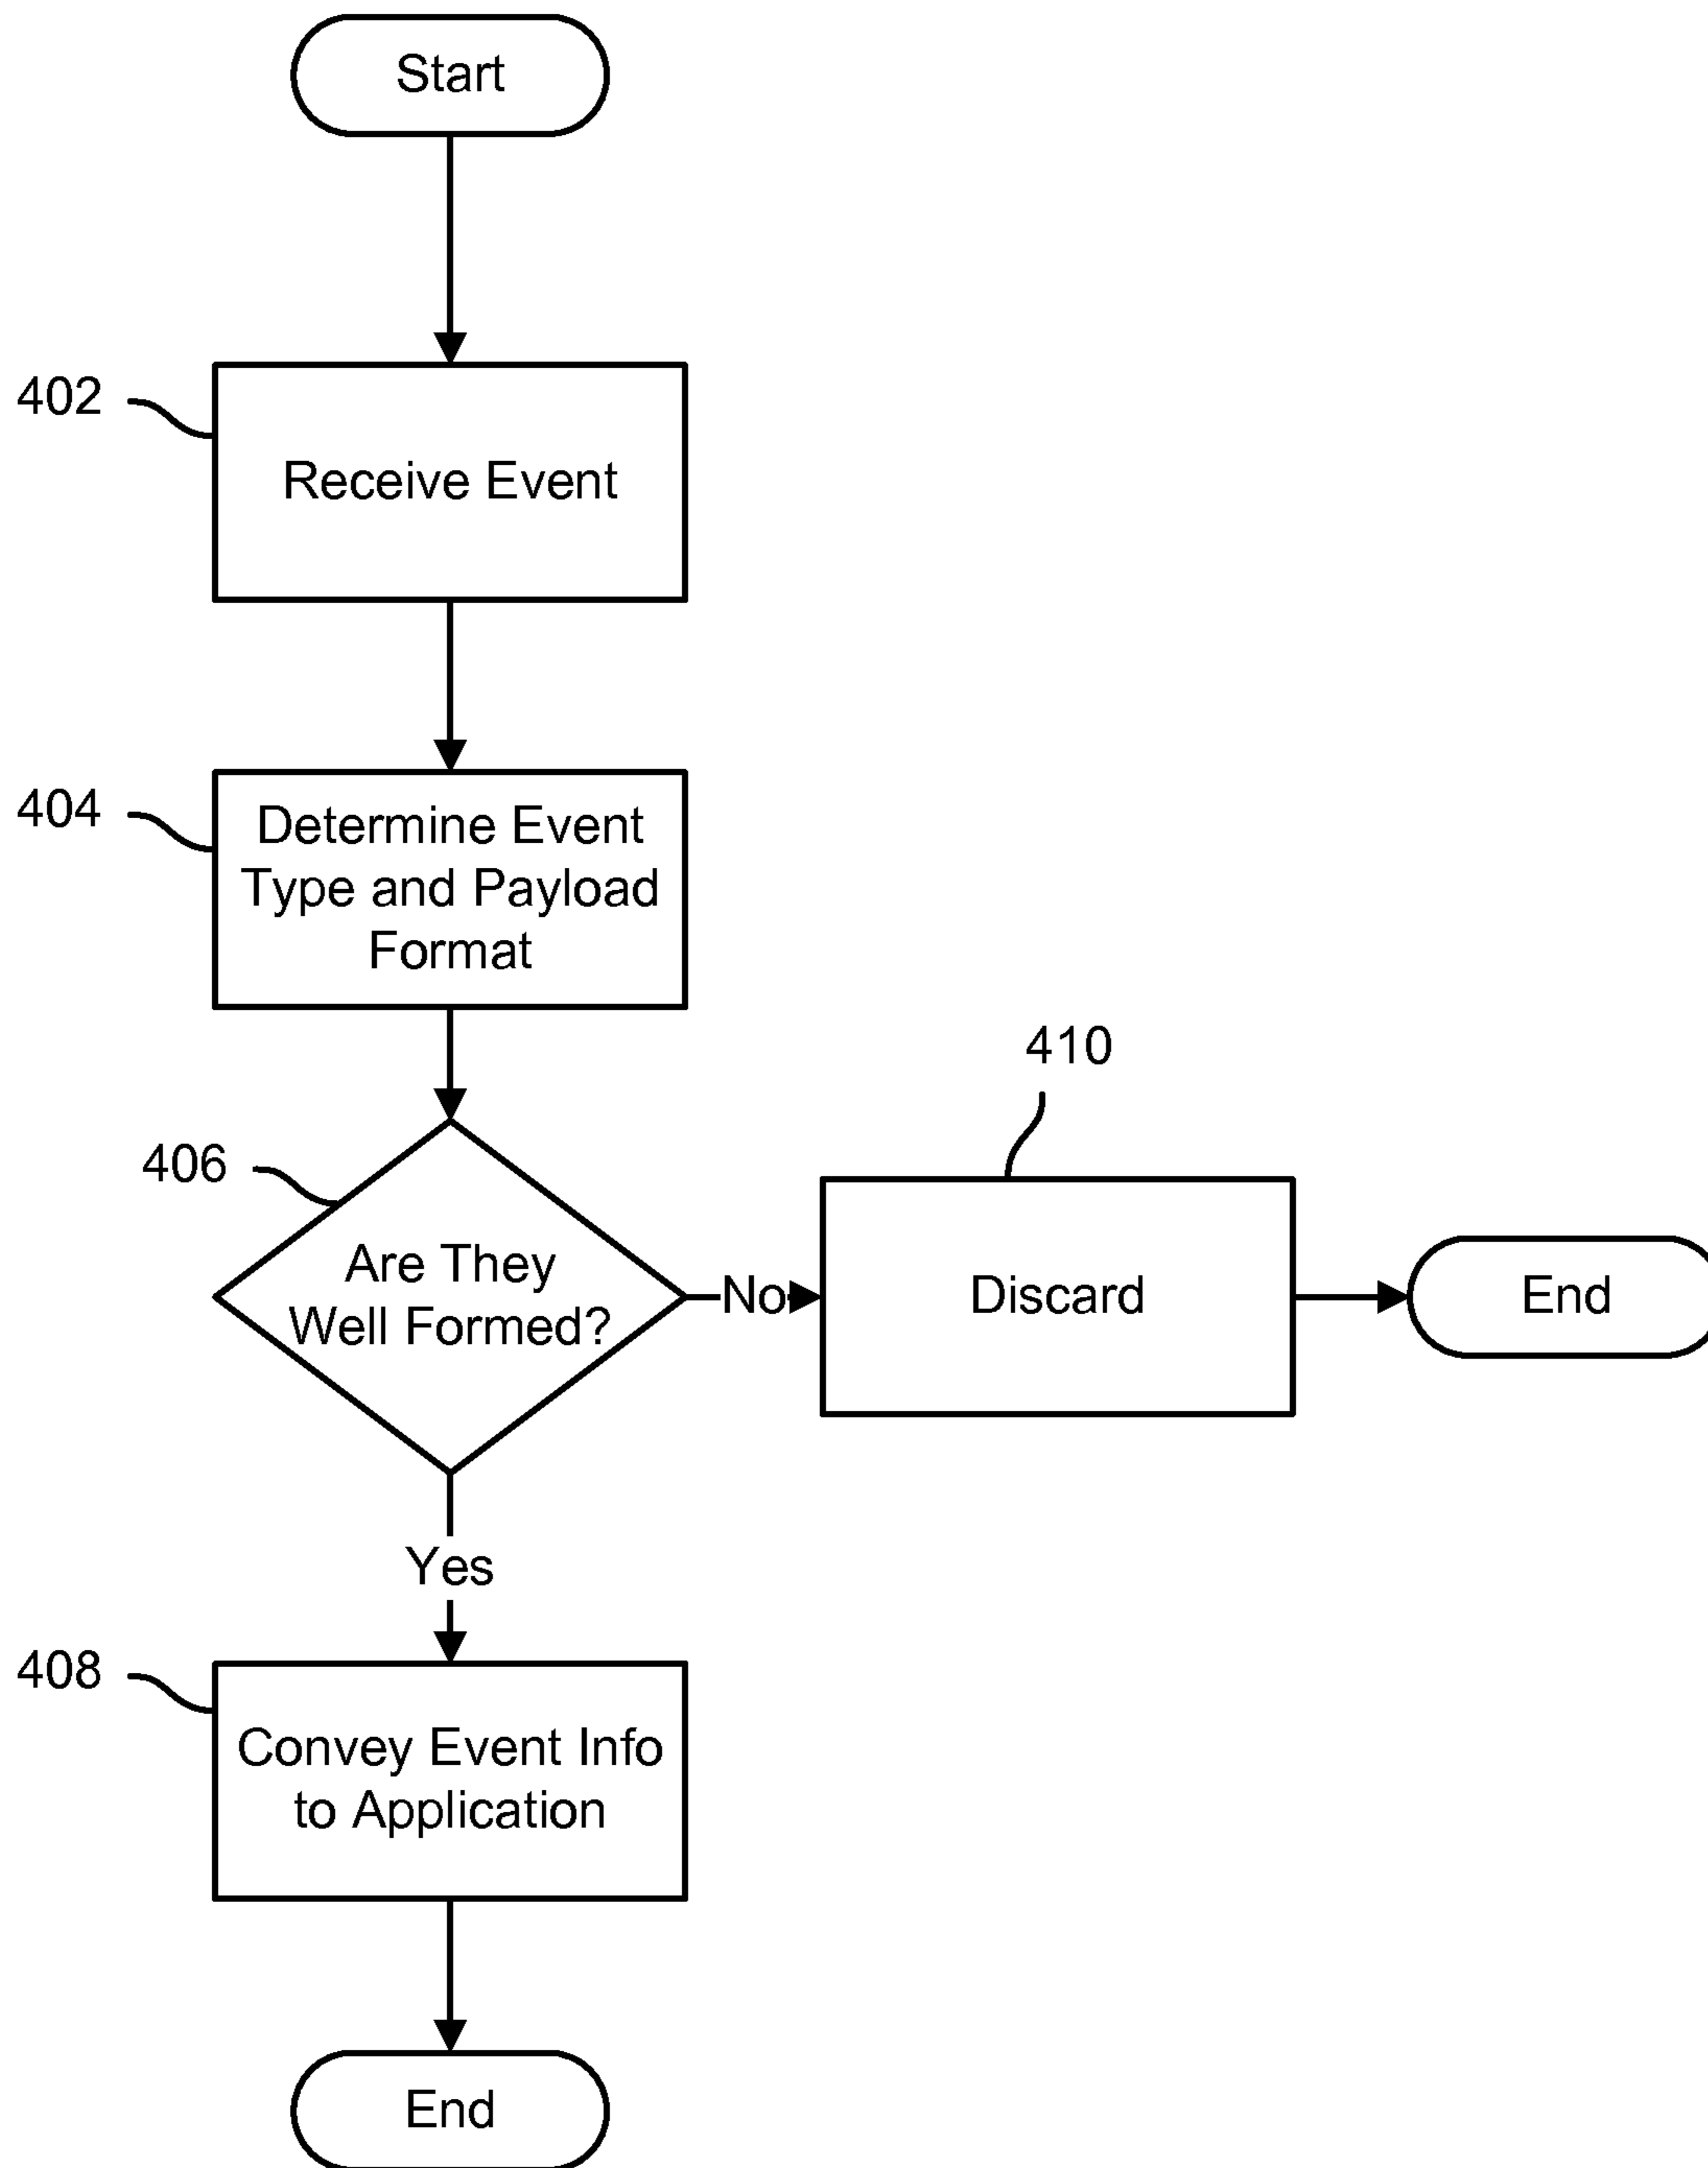 Start
402
Receive Event
404
Determine Event
Type and Payload
Format
410
406
Are They
Well Formed?
No
Discard
End
Yes
408
Convey Event Info
to Application
End